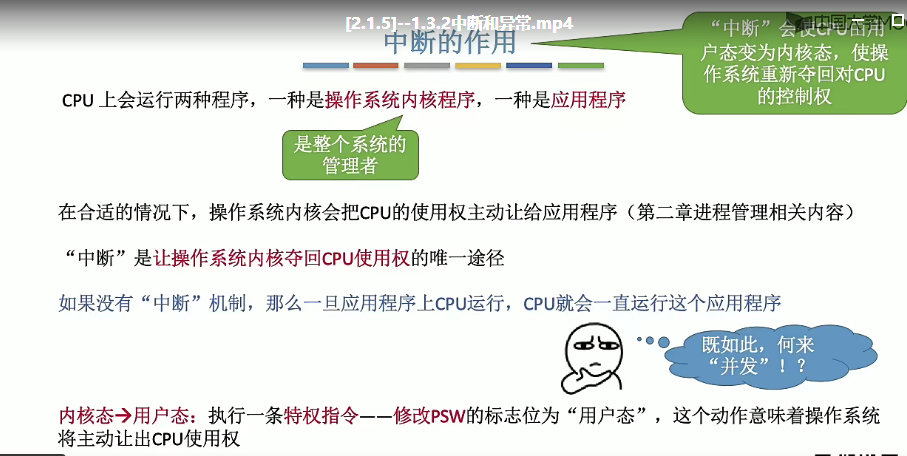 [2.1.5]--1.3.2中断和异常.mp4
中国大学M
中断的作用
“中断”会使CPU由用
户态变为内核态，使操
作系统重新夺回对CPU
的控制权
CPU 上会运行两种程序，一种是操作系统内核程序，一种是应用程序
是整个系统的
管理者
在合适的情况下，操作系统内核会把CPU的使用权主动让给应用程序（第二章进程管理相关内容）
“中断”是让操作系统内核夺回CPU使用权的唯一途径
如果没有“中断”机制，那么一旦应用程序上CPU运行，CPU就会一直运行这个应用程序
既如此，何来
“并发”！？
内核态→用户态：执行一条特权指令——修改PSW的标志位为“用户态”，这个动作意味着操作系统
将主动让出CPU使用权